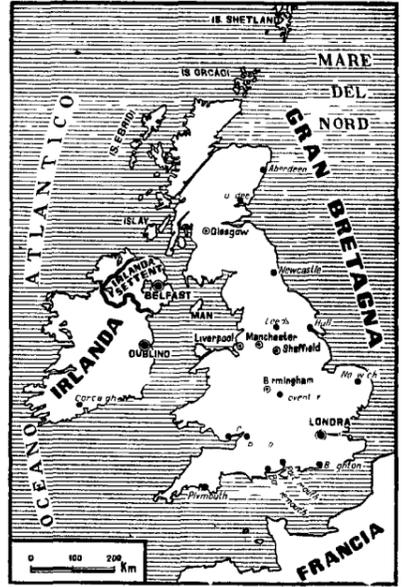 IS. SHETLAND
MARE
DEL
NORD
IS ORCADI
GRAN BRETAGNA
ATLANTICO
IS. EBRIDI
Aberdeen
ISLAY
Glasgow
Newcastle
IRLANDA
SETTENT.
BELFAST
MAN
Leeds
Hull
Liverpool
Manchester
Sheffield
DUBLINO
IRLANDA
LONDRA
OCEANO
Plymouth
FRANCIA
0 100 200 Km